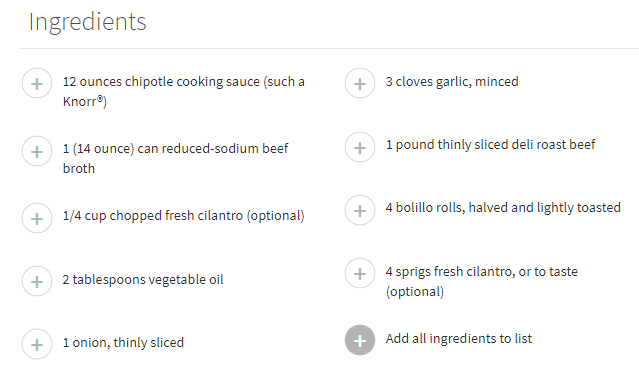 Ingredients
12 ounces chipotle cooking sauce (such a
Knorr®)
1 (14 ounce) can reduced-sodium beef
broth
1/4 cup chopped fresh cilantro (optional)
2 tablespoons vegetable oil
1 onion, thinly sliced
3 cloves garlic, minced
1 pound thinly sliced deli roast beef
4 bolillo rolls, halved and lightly toasted
4 sprigs fresh cilantro, or to taste
(optional)
Add all ingredients to list